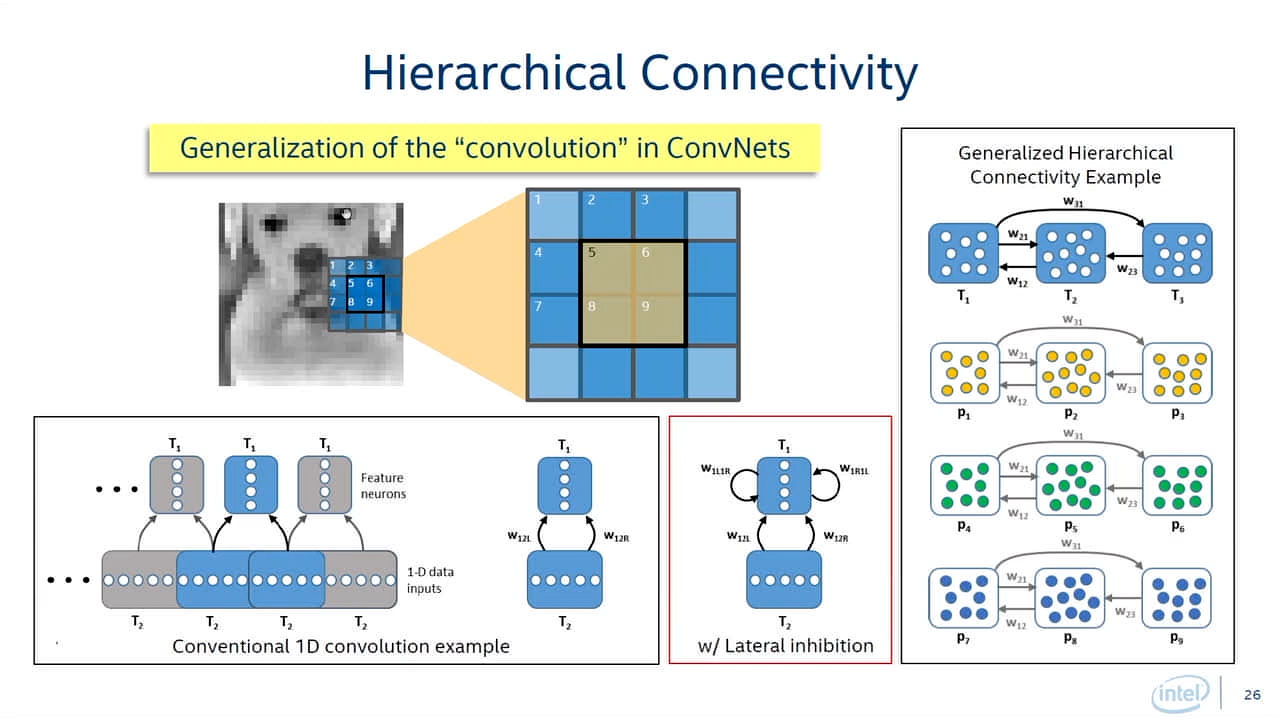 Hierarchical Connectivity
Generalization of the “convolution” in ConvNets
1 2 3
4 5 6
7 8 9
1 2 3
4 5 6
7 8 9
T1 T1 T1
Feature
neurons
1-D data
inputs
T2 T2 T2 T2
Conventional 1D convolution example
T1
w12L w12R
T2
T1
w1L1R w1R1L
w12L w12R
T2
w/ Lateral inhibition
Generalized Hierarchical
Connectivity Example
w31
w21
w12 w23
T1 T2 T3
w31
w21
w12 w23
p1 p2 p3
w31
w21
w12 w23
p4 p5 p6
w31
w21
w12 w23
p7 p8 p9
intel
26